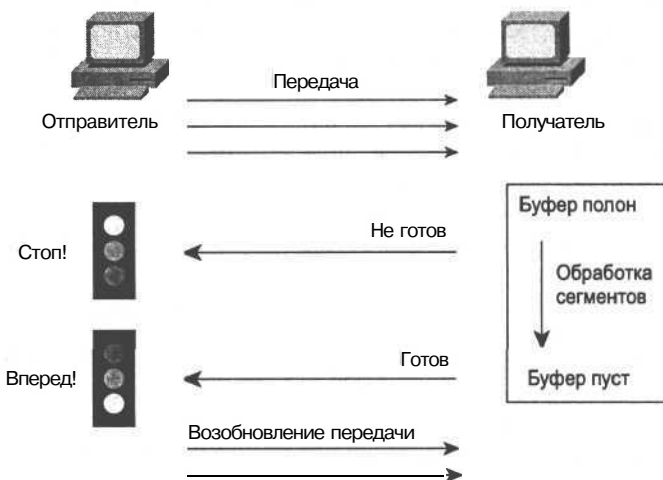 Передача
Отправитель
Получатель
Буфер полон
Не готов
Стоп!
Обработка
сегментов
Готов
Вперед!
Буфер пуст
Возобновление передачи